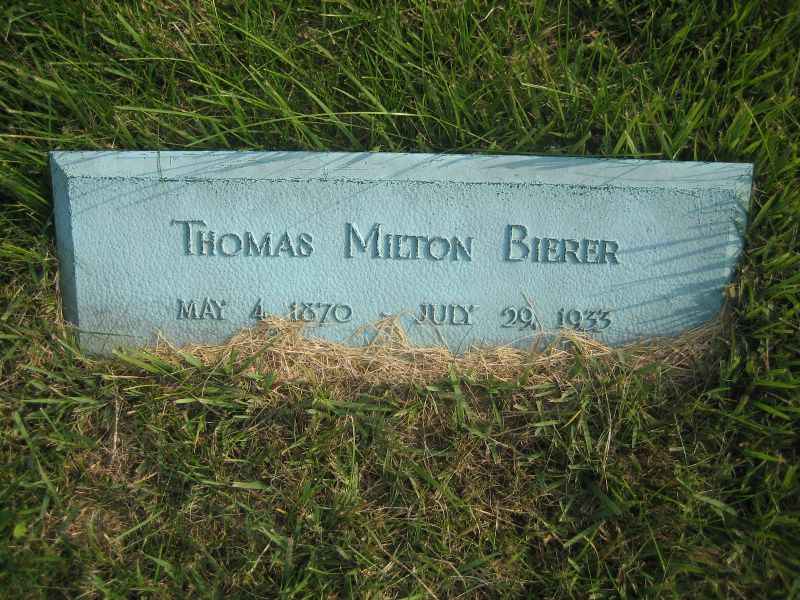 THOMAS MILTON BIERER
MAY 4, 1870 - JULY 29, 1933